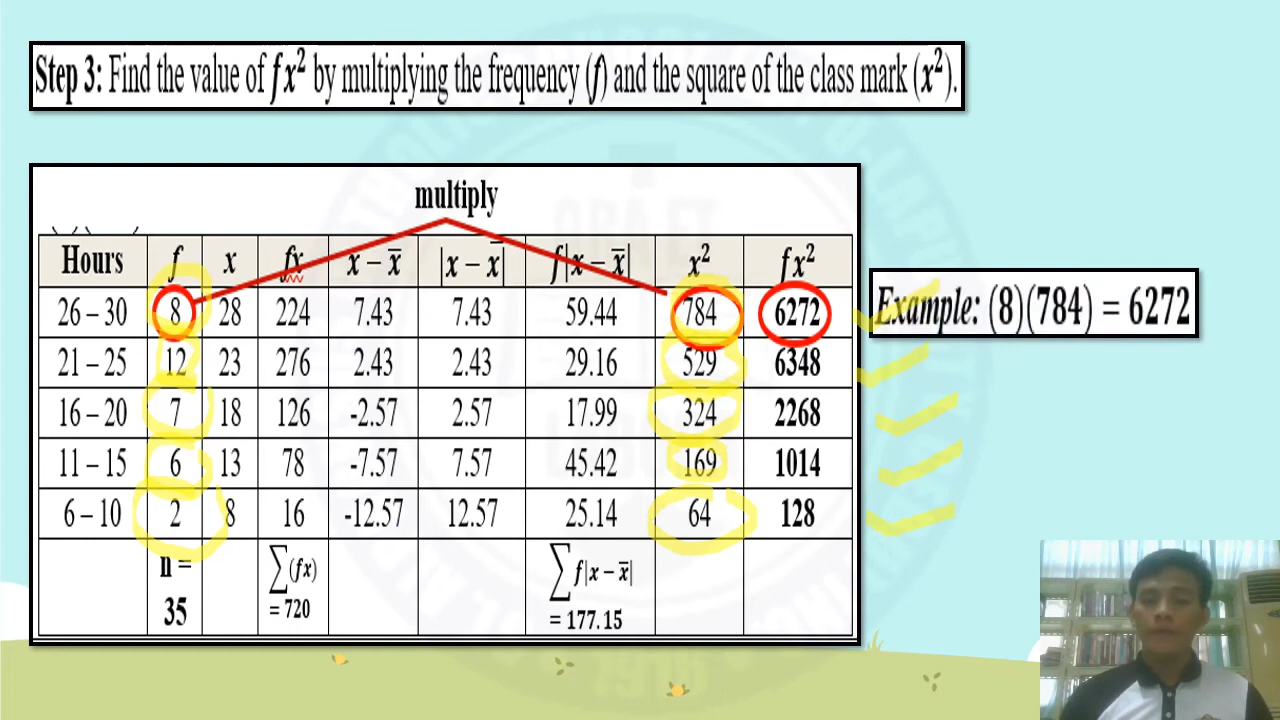 Step 3: Find the value of fx² by multiplying the frequency (f) and the square of the class mark (x²).
multiply
Hours f x fx x − x̅ |x − x̅| f|x − x̅| x² fx²
26 – 30 8 28 224 7.43 7.43 59.44 784 6272
21 – 25 12 23 276 2.43 2.43 29.16 529 6348
16 – 20 7 18 126 -2.57 2.57 17.99 324 2268
11 – 15 6 13 78 -7.57 7.57 45.42 169 1014
6 – 10 2 8 16 -12.57 12.57 25.14 64 128
n = ∑(fx) ∑f|x − x̅|
35 = 720 = 177.15
Example: (8)(784) = 6272